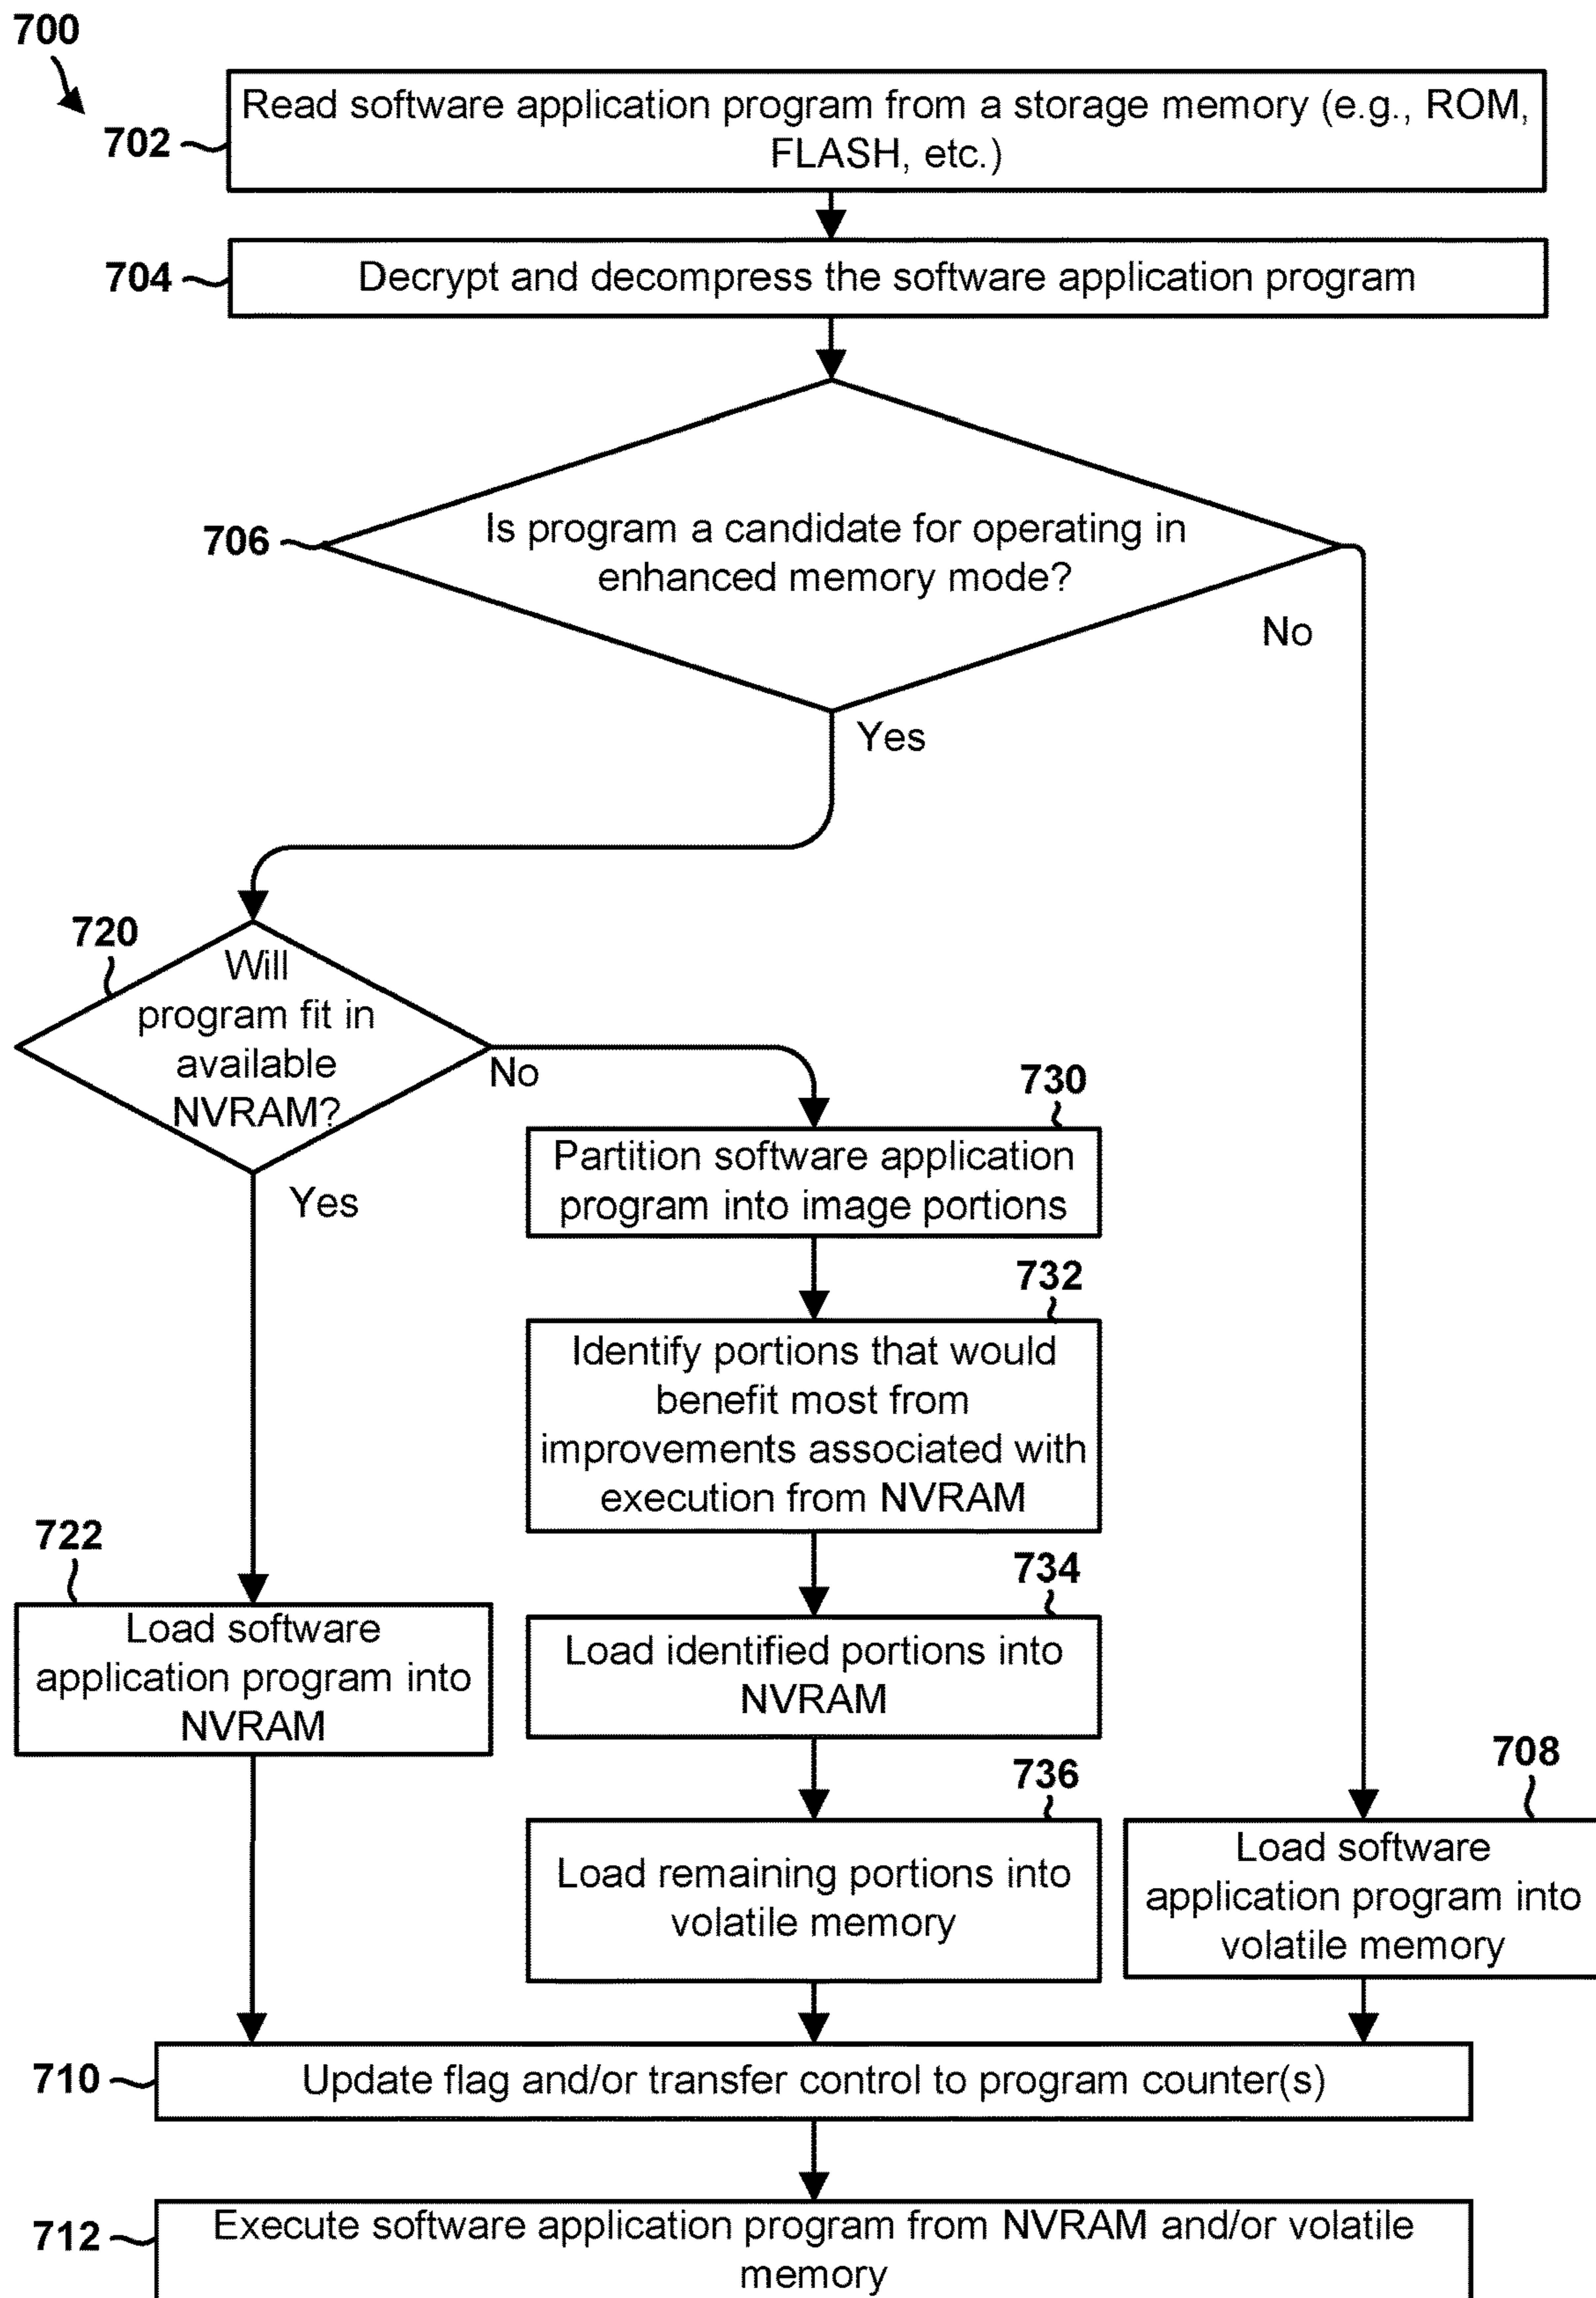 700
702
Read software application program from a storage memory (e.g., ROM,
FLASH, etc.)
704
Decrypt and decompress the software application program
706
Is program a candidate for operating in
enhanced memory mode?
No
Yes
720
Will
program fit in
available
NVRAM?
No
Yes
730
Partition software application
program into image portions
732
Identify portions that would
benefit most from
improvements associated with
execution from NVRAM
722
Load software
application program into
NVRAM
734
Load identified portions into
NVRAM
736
Load remaining portions into
volatile memory
708
Load software
application program into
volatile memory
710
Update flag and/or transfer control to program counter(s)
712
Execute software application program from NVRAM and/or volatile
memory